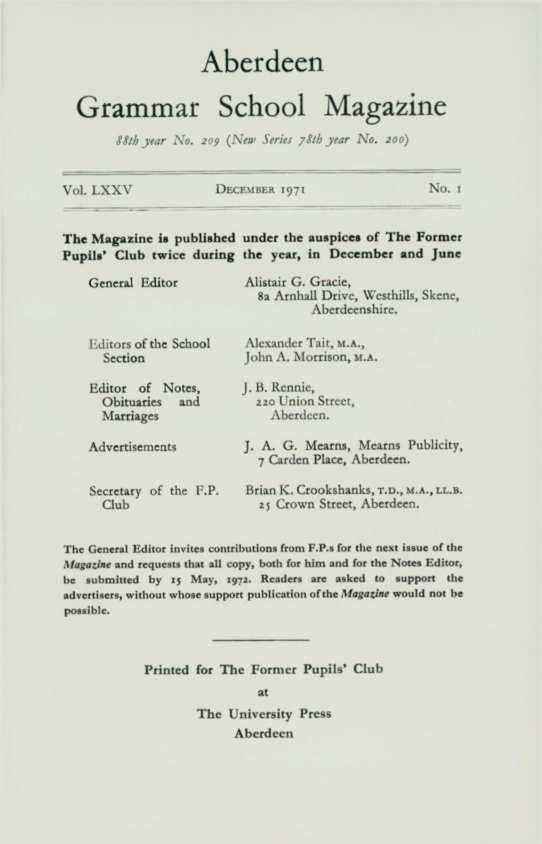 Aberdeen
Grammar School Magazine
88th year No. 209 (New Series 78th year No. 200)
Vol. LXXV December 1971 No. 1
The Magazine is published under the auspices of The Former
Pupils' Club twice during the year, in December and June
General Editor Alistair G. Gracie,
8a Arnhall Drive, Westhills, Skene,
Aberdeenshire.
Editors of the School Alexander Tait, M.A.,
Section John A. Morrison, M.A.
Editor of Notes, J. B. Rennie,
Obituaries and 220 Union Street,
Marriages Aberdeen.
Advertisements J. A. G. Mearns, Mearns Publicity,
7 Carden Place, Aberdeen.
Secretary of the F.P. Brian K. Crookshanks, T.D., M.A., LL.B.
Club 25 Crown Street, Aberdeen.
The General Editor invites contributions from F.P.s for the next issue of the
Magazine and requests that all copy, both for him and for the Notes Editor,
be submitted by 15 May, 1972. Readers are asked to support the
advertisers, without whose support publication of the Magazine would not be
possible.
Printed for The Former Pupils' Club
at
The University Press
Aberdeen